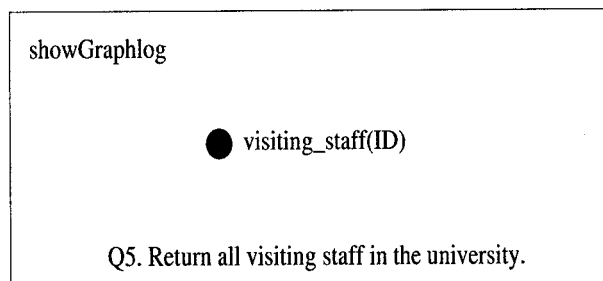 showGraphlog
visiting_staff(ID)
Q5. Return all visiting staff in the university.